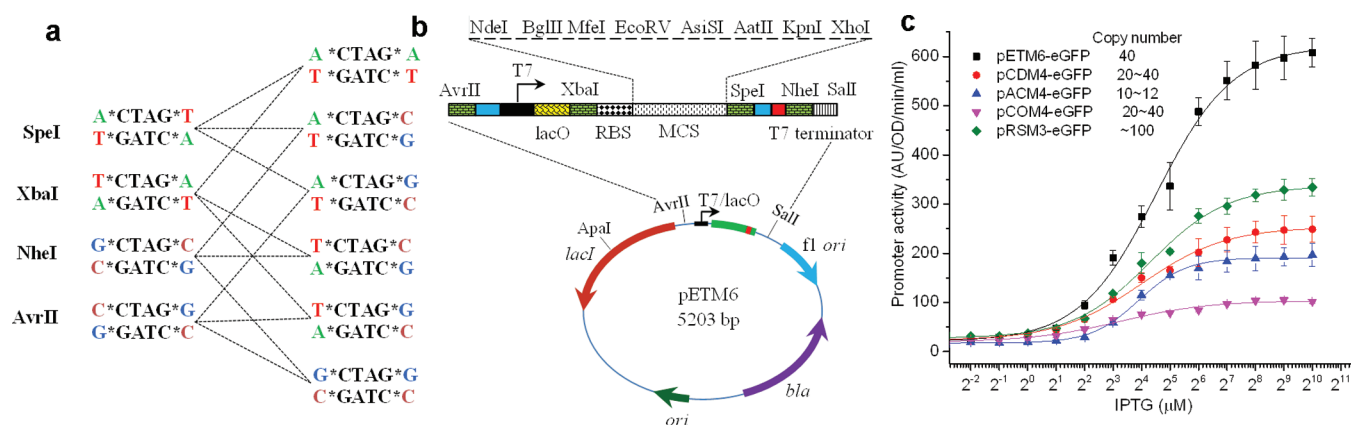 a
SpeI
A*CTAG*T
T*GATC*A
XbaI
T*CTAG*A
A*GATC*T
NheI
G*CTAG*C
C*GATC*G
AvrII
C*CTAG*G
G*GATC*C
A*CTAG*A
T*GATC*T
A*CTAG*C
T*GATC*G
A*CTAG*G
T*GATC*C
T*CTAG*C
A*GATC*G
T*CTAG*G
A*GATC*C
G*CTAG*G
C*GATC*C
b
NdeI BglII MfeI EcoRV AsiSI AatII KpnI XhoI
T7
AvrII XbaI SpeI NheI SalI
lacO RBS MCS T7 terminator
ApaI AvrII T7/lacO SalI
lacI
f1 ori
pETM6
5203 bp
ori
bla
c
Copy number
pETM6-eGFP 40
pCDM4-eGFP 20~40
pACM4-eGFP 10~12
pCOM4-eGFP 20~40
pRSM3-eGFP ~100
Promoter activity (AU/OD/min/ml)
600
500
400
300
200
100
0
2-2 2-1 20 21 22 23 24 25 26 27 28 29 210 211
IPTG (μM)